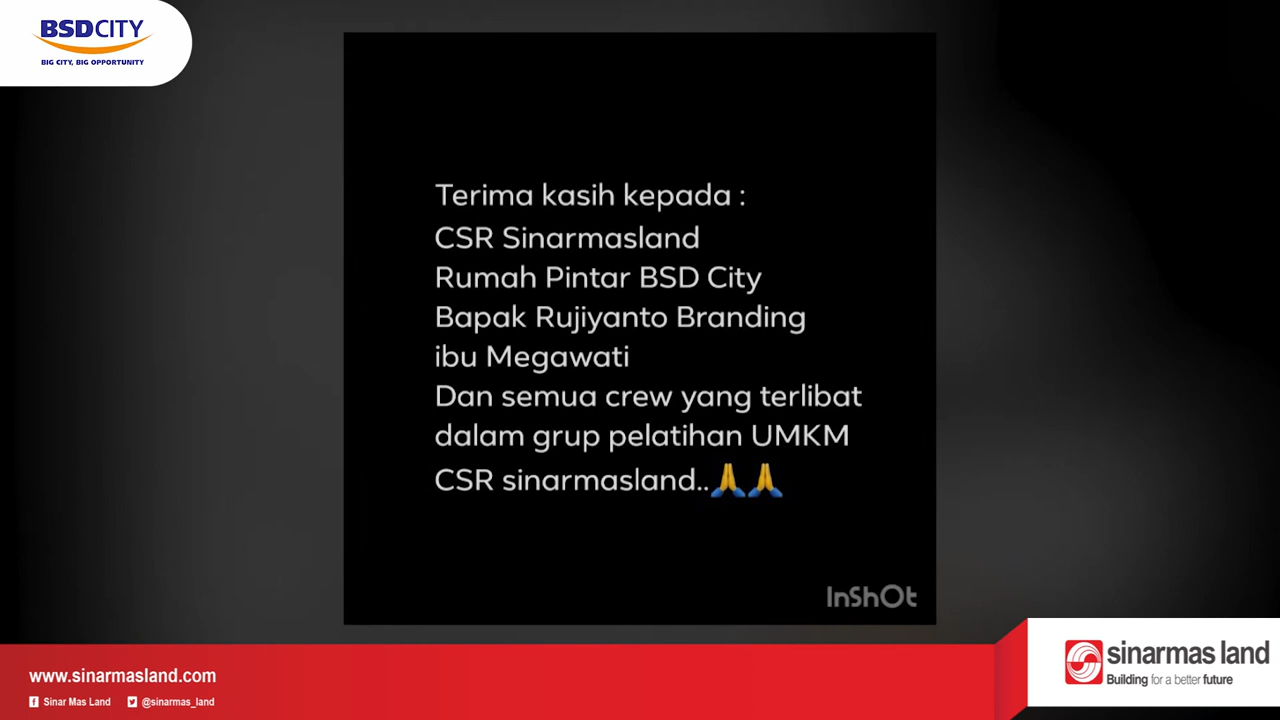 BSDCITY
BIG CITY, BIG OPPORTUNITY
Terima kasih kepada :
CSR Sinarmasland
Rumah Pintar BSD City
Bapak Rujiyanto Branding
ibu Megawati
Dan semua crew yang terlibat
dalam grup pelatihan UMKM
CSR sinarmasland..🙏🙏
InShOt
www.sinarmasland.com
Sinar Mas Land @sinarmas_land
sinarmas land
Building for a better future